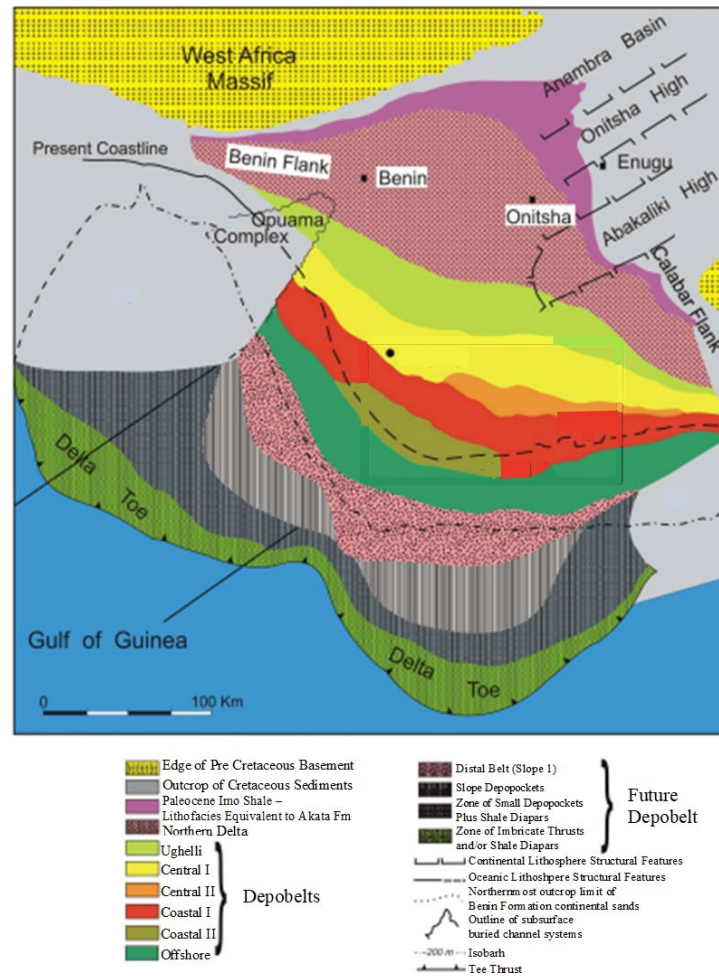 West Africa
Massif
Anambra Basin
Onitsha High
Present Coastline
Benin Flank
Benin
Enugu
Onitsha
Abakaliki High
Opuama
Complex
Calabar Flank
Delta
Toe
Gulf of Guinea
Delta
Toe
0
100 Km
Edge of Pre Cretaceous Basement
Outcrop of Cretaceous Sediments
Paleocene Imo Shale –
Lithofacies Equivalent to Akata Fm
Northern Delta
Ughelli
Central I
Central II
Coastal I
Coastal II
Offshore
Depobelts
Distal Belt (Slope 1)
Slope Depopockets
Zone of Small Depopockets
Plus Shale Diapars
Zone of Imbricate Thrusts
and/or Shale Diapars
Future
Depobelt
Continental Lithosphere Structural Features
Oceanic Lithoshpere Structural Features
Northernmost outcrop limit of
Benin Formation continental sands
Outline of subsurface
buried channel systems
200 m Isobarh
Tee Thrust